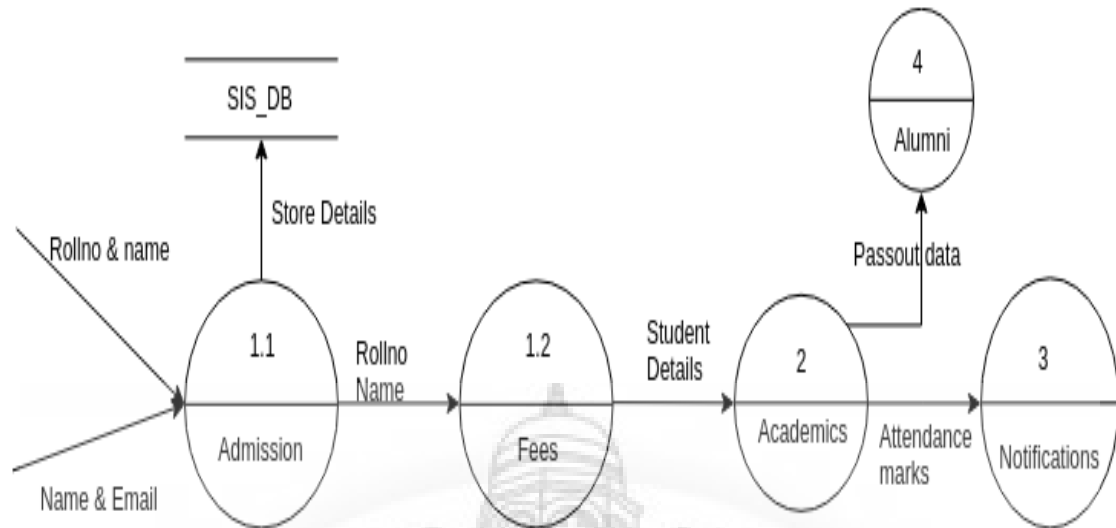 4
SIS_DB
Alumni
Store Details
Rollno & name
Passout data
1.1
Rollno
Name
1.2
Student
Details
2
3
Admission
Fees
Academics
Attendance
marks
Notifications
Name & Email